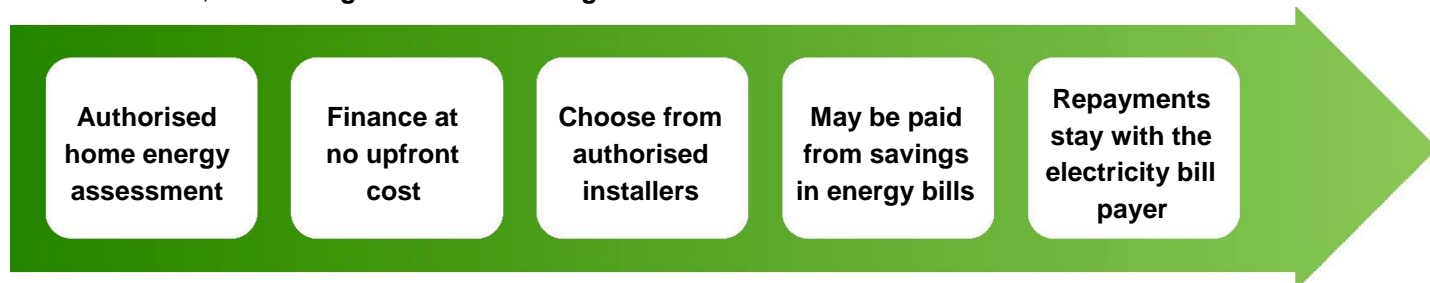 Authorised
home energy
assessment
Finance at
no upfront
cost
Choose from
authorised
installers
May be paid
from savings
in energy bills
Repayments
stay with the
electricity bill
payer